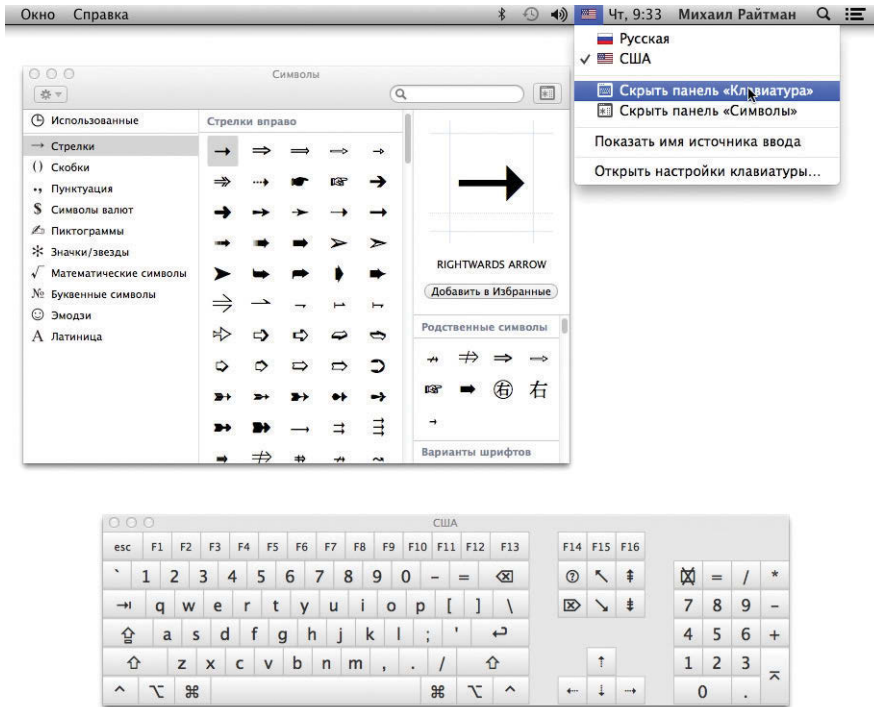 Окно Справка Чт, 9:33 Михаил Райтман
Русская
США
Скрыть панель «Клавиатура»
Скрыть панель «Символы»
Показать имя источника ввода
Открыть настройки клавиатуры...
Символы
Использованные
Стрелки
Скобки
Пунктуация
Символы валют
Пиктограммы
Значки/звезды
Математические символы
Буквенные символы
Эмодзи
Латиница
Стрелки вправо
RIGHTWARDS ARROW
Добавить в Избранные
Родственные символы
右
Варианты шрифтов
США
esc F1 F2 F3 F4 F5 F6 F7 F8 F9 F10 F11 F12 F13 F14 F15 F16
` 1 2 3 4 5 6 7 8 9 0 - = = / *
q w e r t y u i o p [ ] \ 7 8 9 -
a s d f g h j k l ; ' 4 5 6 +
z x c v b n m , . / 1 2 3
0 .